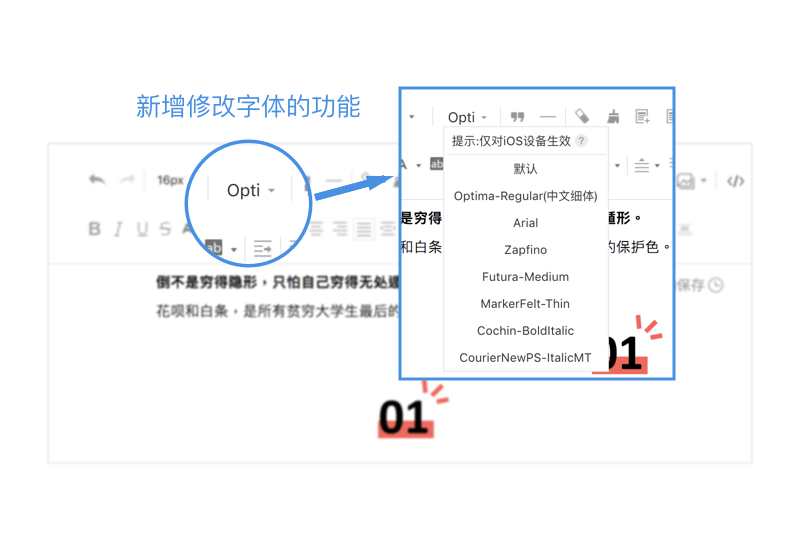 新增修改字体的功能
16px
Opti
B I U S A
ab
倒不是穷得隐形，只怕自己穷得无处遁
花呗和白条，是所有贫穷大学生最后的
保存
01
Opti
提示:仅对iOS设备生效 ?
A
ab
默认
Optima-Regular(中文细体)
是穷得
遁形。
Arial
和白条
的保护色。
Zapfino
Futura-Medium
MarkerFelt-Thin
Cochin-BoldItalic
CourierNewPS-ItalicMT
01